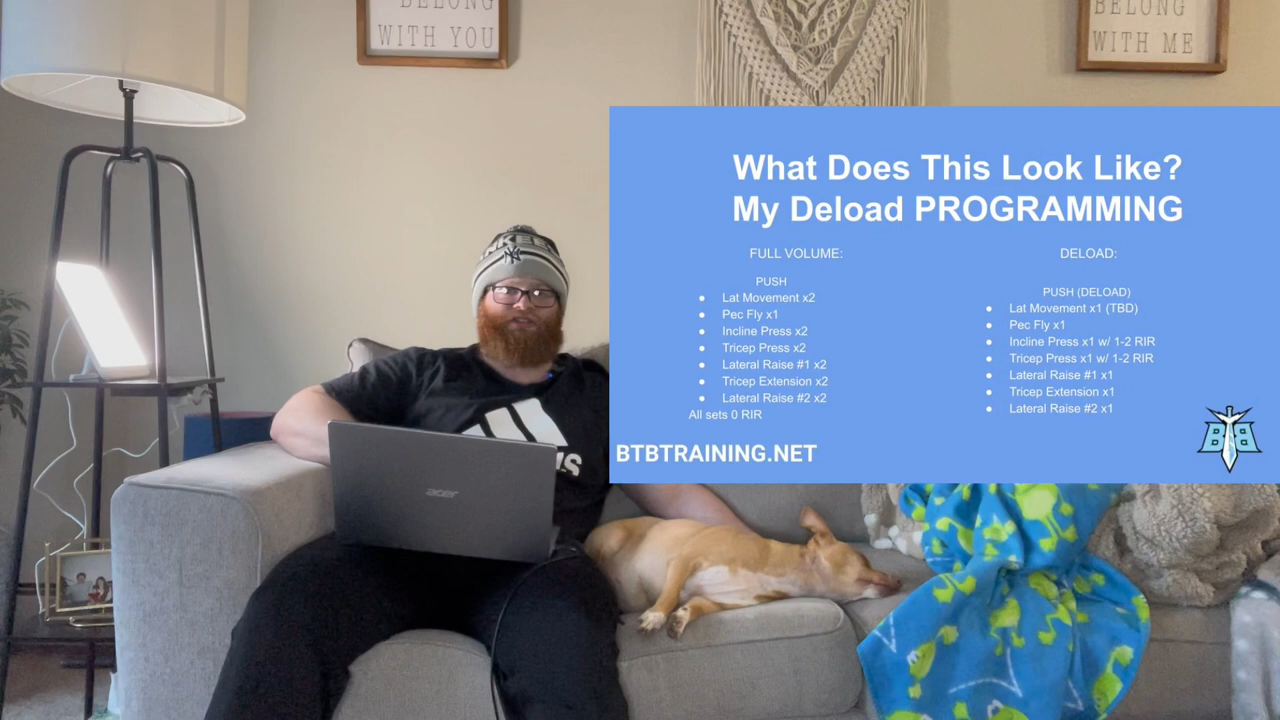 BELONG
WITH YOU
BELONG
WITH ME
What Does This Look Like?
My Deload PROGRAMMING
FULL VOLUME:
PUSH
● Lat Movement x2
● Pec Fly x1
● Incline Press x2
● Tricep Press x2
● Lateral Raise #1 x2
● Tricep Extension x2
● Lateral Raise #2 x2
All sets 0 RIR
DELOAD:
PUSH (DELOAD)
● Lat Movement x1 (TBD)
● Pec Fly x1
● Incline Press x1 w/ 1-2 RIR
● Tricep Press x1 w/ 1-2 RIR
● Lateral Raise #1 x1
● Tricep Extension x1
● Lateral Raise #2 x1
BTBTRAINING.NET
BTB
NKEE
NY
acer